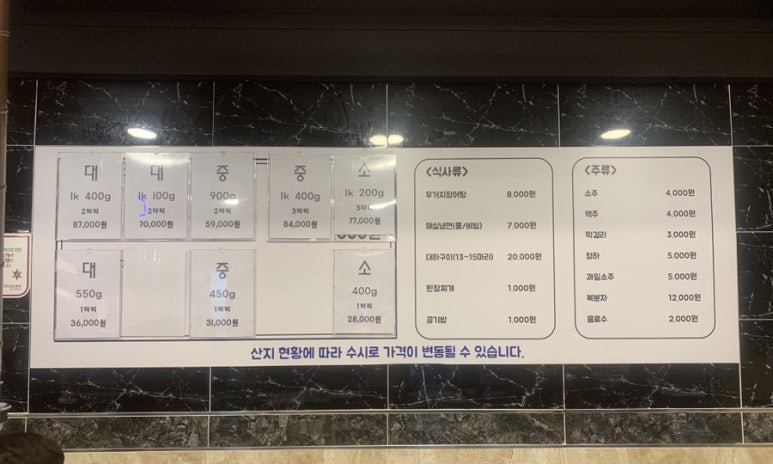 대
1k 400g
2마리
87,000원
대
1k 100g
2마리
70,000원
중
900g
2마리
59,000원
중
1k 400g
3마리
84,000원
소
1k 200g
3마리
77,000원
대
550g
1마리
36,000원
중
450g
1마리
31,000원
소
400g
1마리
28,000원
<식사류>
우거지장어탕 8,000원
매실냉면(물/비빔) 7,000원
대하구이(13~15마리) 20,000원
된장찌개 1,000원
공기밥 1,000원
<주류>
소주 4,000원
맥주 4,000원
막걸리 3,000원
청하 5,000원
과일소주 5,000원
복분자 12,000원
음료수 2,000원
산지 현황에 따라 수시로 가격이 변동될 수 있습니다.